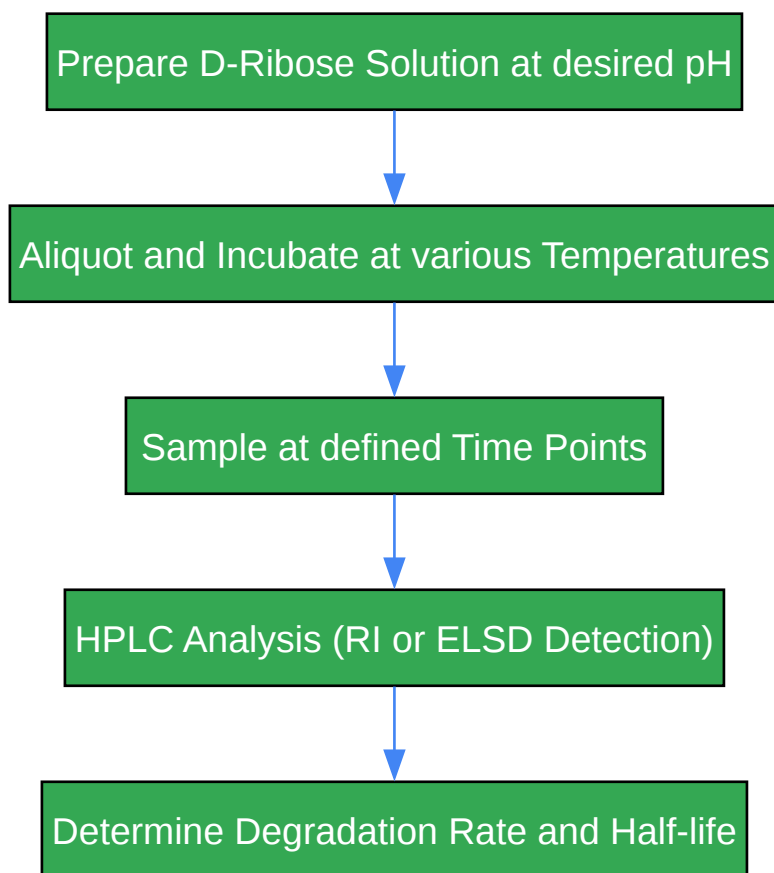 Prepare D-Ribose Solution at desired pH
Aliquot and Incubate at various Temperatures
Sample at defined Time Points
HPLC Analysis (RI or ELSD Detection)
Determine Degradation Rate and Half-life